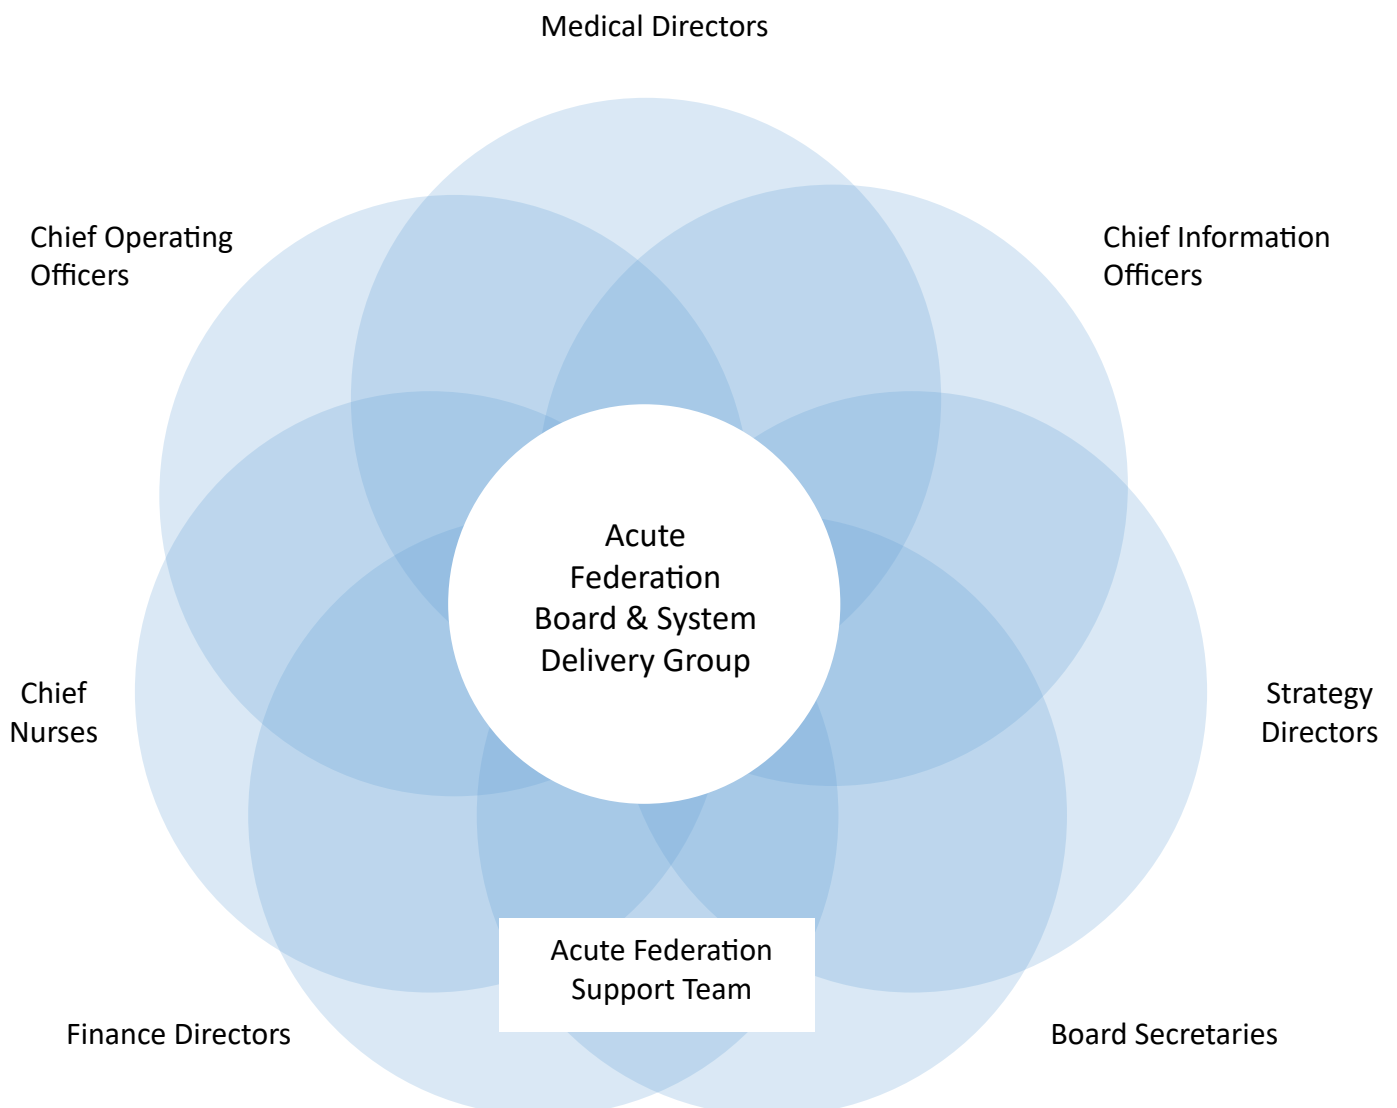 Medical Directors
Chief Operating
Officers
Chief Information
Officers
Acute
Federation
Board & System
Delivery Group
Chief
Nurses
Strategy
Directors
Acute Federation
Support Team
Finance Directors
Board Secretaries